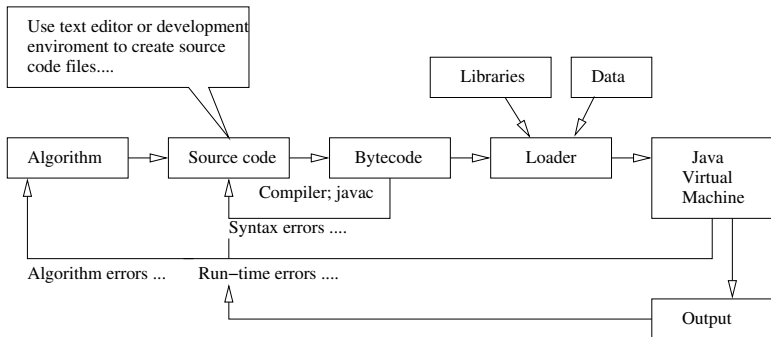 Use text editor or development
enviroment to create source
code files....
Libraries
Data
Algorithm
Source code
Bytecode
Loader
Java
Virtual
Machine
Compiler; javac
Syntax errors ....
Algorithm errors ...
Run−time errors ....
Output